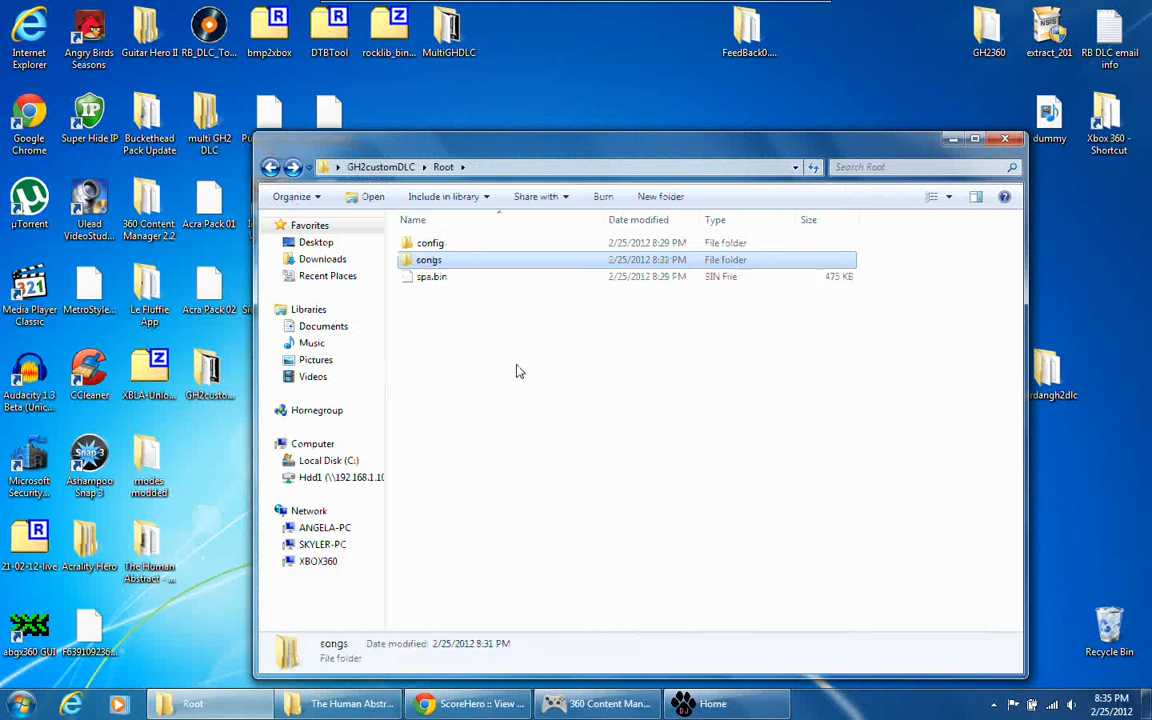 Internet Explorer
Angry Birds Seasons
Guitar Hero II
RB_DLC_To...
bmp2xbox
DTBTool
rocklib_bin...
MultiGHDLC
FeedBack0....
GH2360
extract_201
RB DLC email info
Google Chrome
Super Hide IP
Buckethead Pack Update
multi GH2 DLC
dummy
Xbox 360 - Shortcut
µTorrent
Ulead VideoStud...
360 Content Manager 2.2
Acra Pack 01
Media Player Classic
MetroStyle...
Le Fluffie App
Acra Pack 02
Audacity 1.3 Beta (Unic...
CCleaner
XBLA-Unlo...
GH2custo...
rdangh2dlc
Microsoft Security...
Ashampoo Snap 3
modes modded
21-02-12-live
Acrality Hero
The Human Abstract - ...
abgx360 GUI
F639109236...
Recycle Bin
GH2customDLC
Root
Search Root
Organize
Open
Include in library
Share with
Burn
New folder
Name
Date modified
Type
Size
config
2/25/2012 8:29 PM
File folder
songs
2/25/2012 8:31 PM
File folder
spa.bin
2/25/2012 8:29 PM
BIN File
475 KB
Favorites
Desktop
Downloads
Recent Places
Libraries
Documents
Music
Pictures
Videos
Homegroup
Computer
Local Disk (C:)
Hdd1 (\\192.168.1.10
Network
ANGELA-PC
SKYLER-PC
XBOX360
songs
Date modified: 2/25/2012 8:31 PM
File folder
Root
The Human Abstr...
ScoreHero :: View ...
360 Content Man...
Home
8:35 PM
2/25/2012